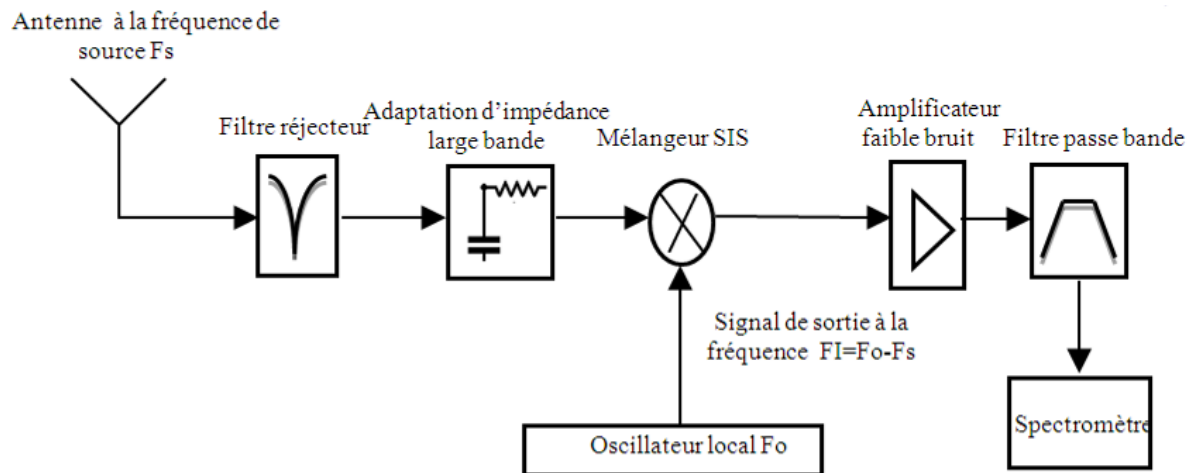 Antenne à la fréquence de
source Fs
Filtre réjecteur
Adaptation d'impédance
large bande
Mélangeur SIS
Amplificateur
faible bruit
Filtre passe bande
Signal de sortie à la
fréquence FI=Fo-Fs
Oscillateur local Fo
Spectromètre